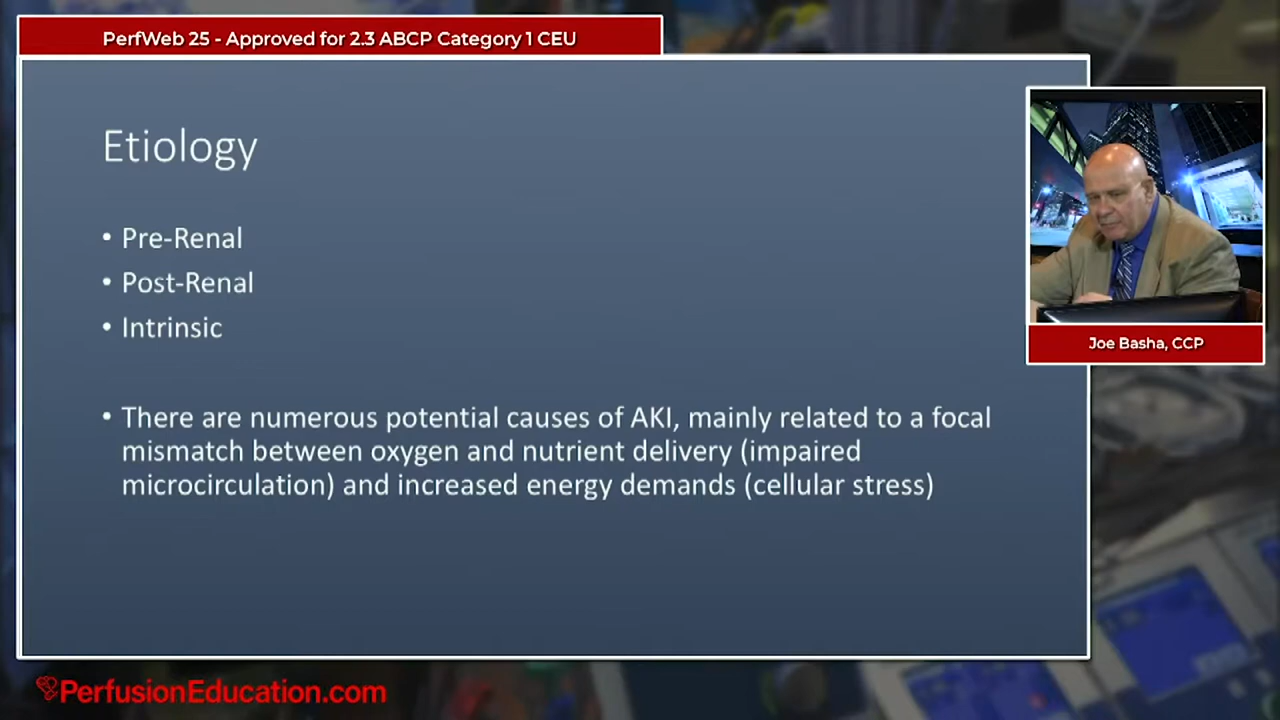 PerfWeb 25 - Approved for 2.3 ABCP Category 1 CEU
Etiology
• Pre-Renal
• Post-Renal
• Intrinsic
• There are numerous potential causes of AKI, mainly related to a focal
mismatch between oxygen and nutrient delivery (impaired
microcirculation) and increased energy demands (cellular stress)
Joe Basha, CCP
PerfusionEducation.com